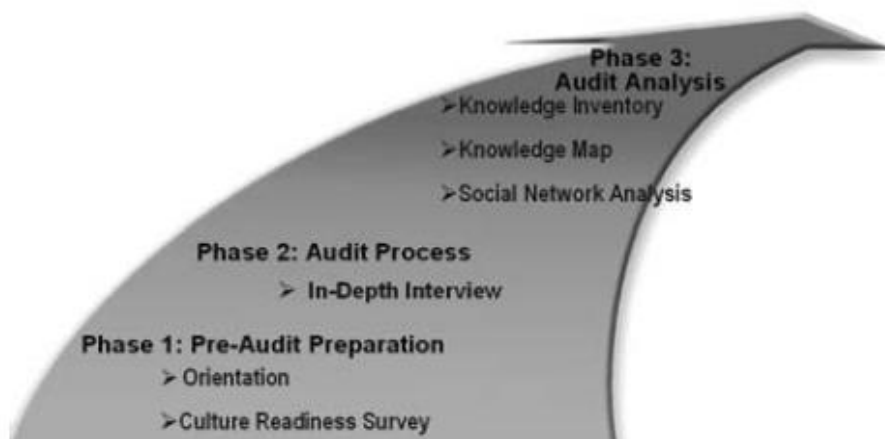 Phase 3:
Audit Analysis
➢Knowledge Inventory
➢Knowledge Map
➢Social Network Analysis
Phase 2: Audit Process
➢ In-Depth Interview
Phase 1: Pre-Audit Preparation
➢ Orientation
➢Culture Readiness Survey